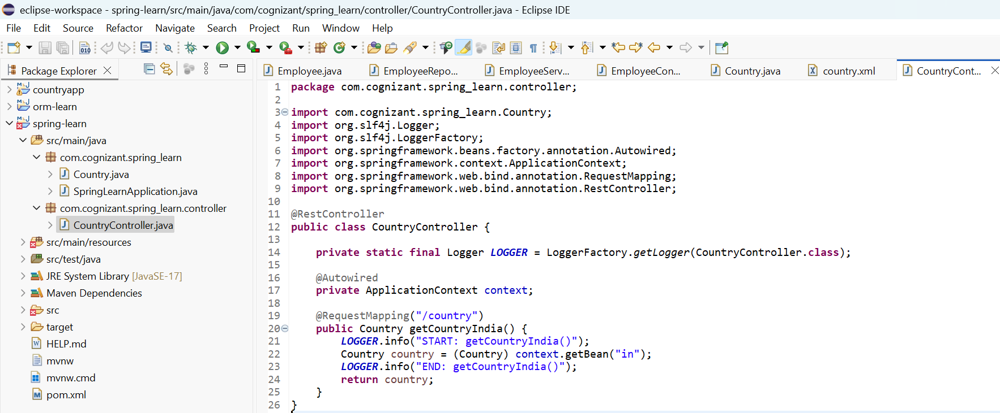 eclipse-workspace - spring-learn/src/main/java/com/cognizant/spring_learn/controller/CountryController.java - Eclipse IDE
File Edit Source Refactor Navigate Search Project Run Window Help
Package Explorer
countryapp
orm-learn
spring-learn
src/main/java
com.cognizant.spring_learn
Country.java
SpringLearnApplication.java
com.cognizant.spring_learn.controller
CountryController.java
src/main/resources
src/test/java
JRE System Library [JavaSE-17]
Maven Dependencies
src
target
HELP.md
mvnw
mvnw.cmd
pom.xml
Employee.java EmployeeRepo... EmployeeServ... EmployeeCon... Country.java country.xml CountryCont...
1 package com.cognizant.spring_learn.controller;
2
3 import com.cognizant.spring_learn.Country;
4 import org.slf4j.Logger;
5 import org.slf4j.LoggerFactory;
6 import org.springframework.beans.factory.annotation.Autowired;
7 import org.springframework.context.ApplicationContext;
8 import org.springframework.web.bind.annotation.RequestMapping;
9 import org.springframework.web.bind.annotation.RestController;
10
11 @RestController
12 public class CountryController {
13
14     private static final Logger LOGGER = LoggerFactory.getLogger(CountryController.class);
15
16     @Autowired
17     private ApplicationContext context;
18
19     @RequestMapping("/country")
20     public Country getCountryIndia() {
21         LOGGER.info("START: getCountryIndia()");
22         Country country = (Country) context.getBean("in");
23         LOGGER.info("END: getCountryIndia()");
24         return country;
25     }
26 }